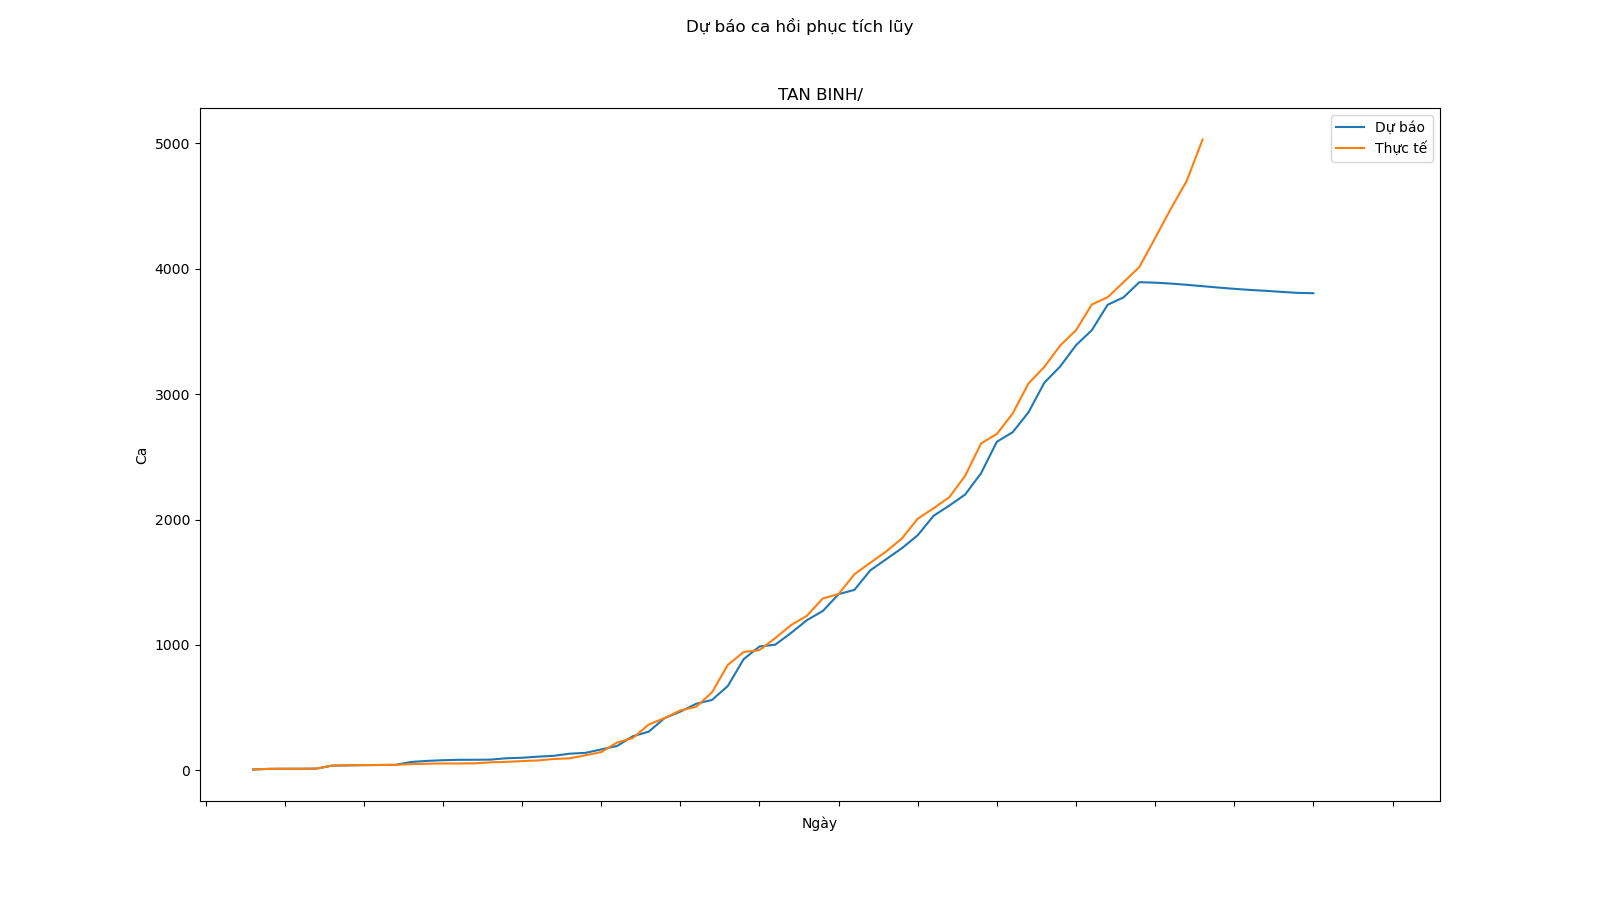 Dự báo ca hồi phục tích lũy
TAN BINH/
Dự báo
Thực tế
5000
4000
3000
2000
1000
0
Ca
Ngày